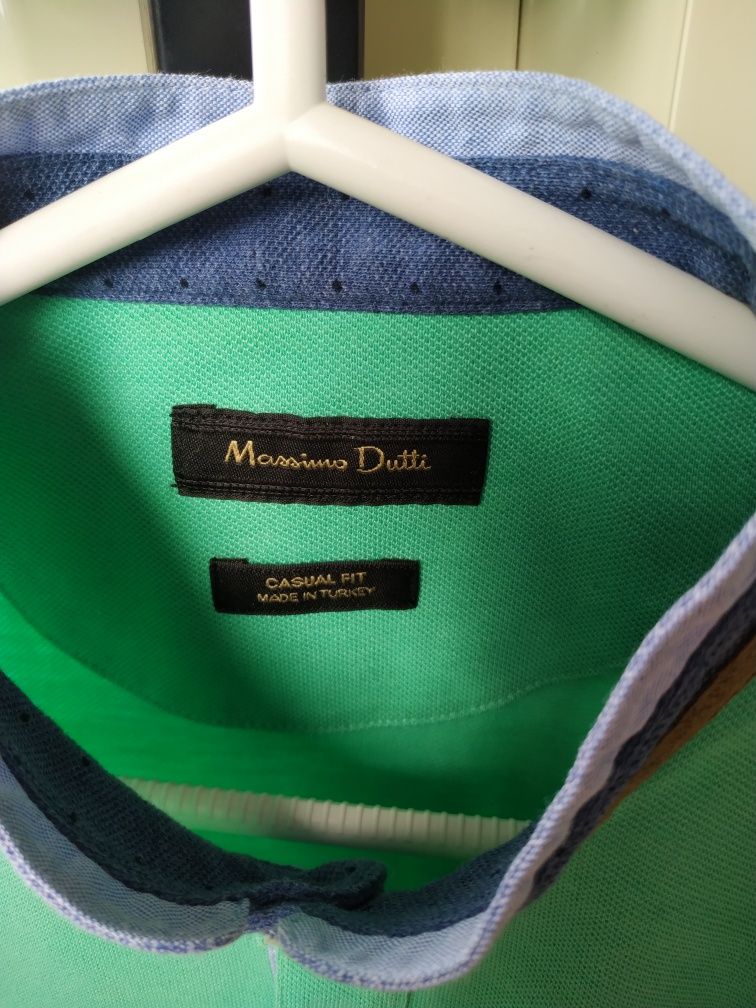 Massimo Dutti
CASUAL FIT
MADE IN TURKEY